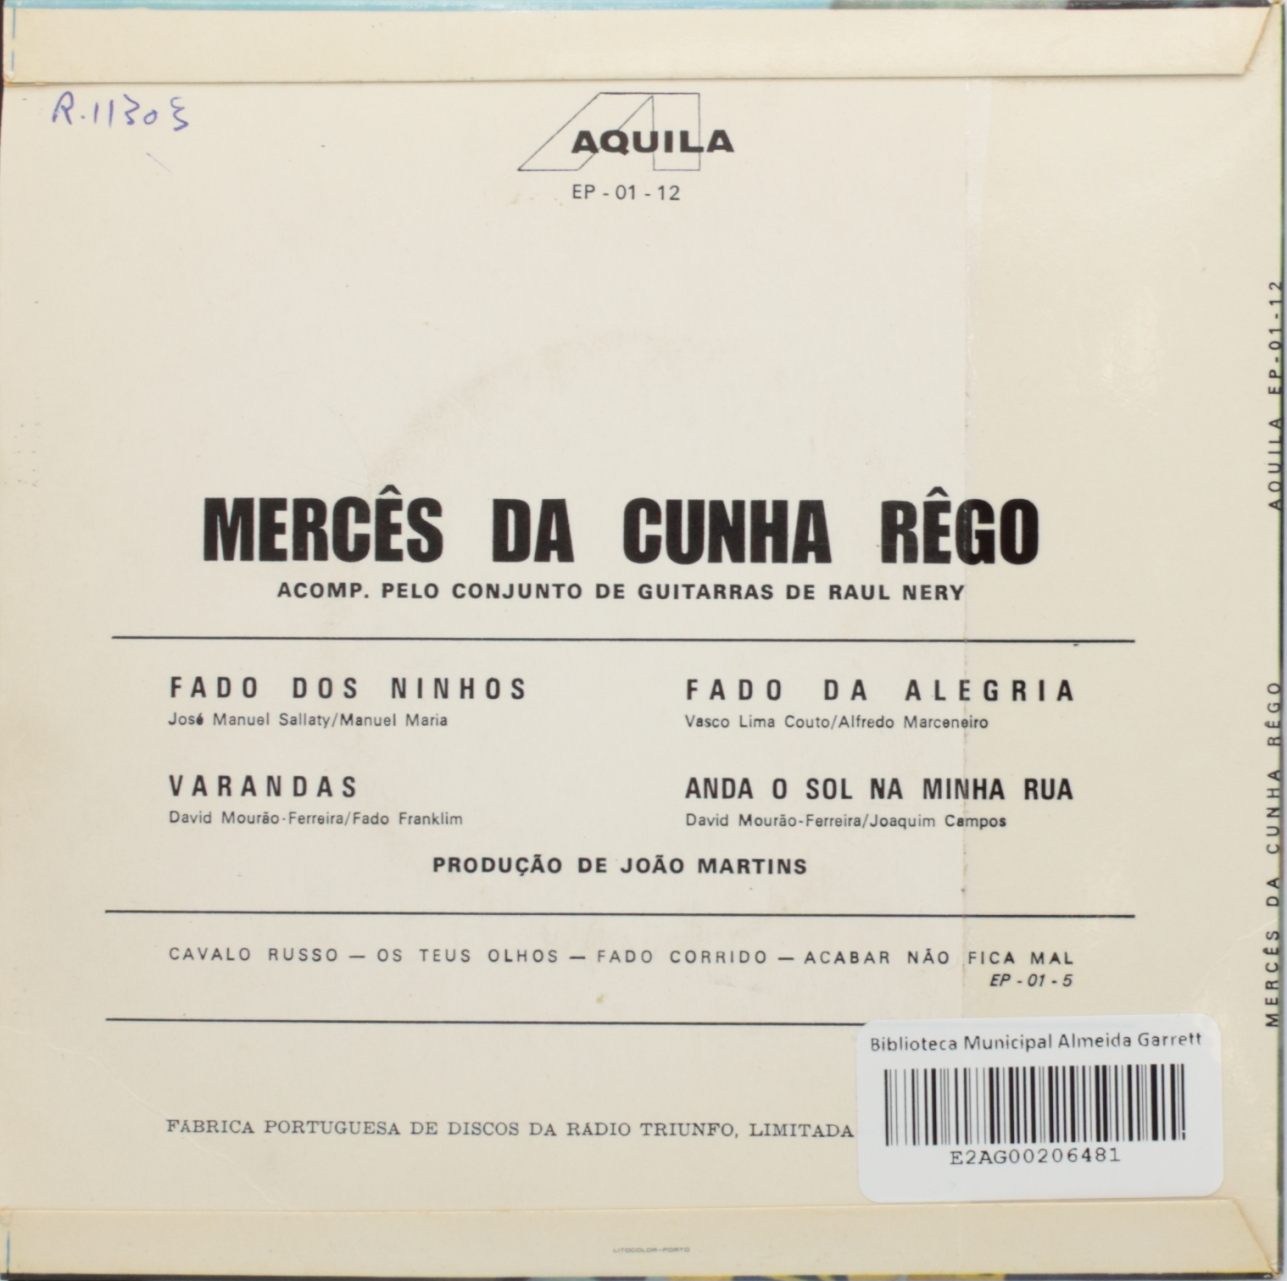 R.11303
AQUILA
EP - 01 - 12
MERCÊS DA CUNHA RÊGO
ACOMP. PELO CONJUNTO DE GUITARRAS DE RAUL NERY
FADO DOS NINHOS
José Manuel Sallaty/Manuel Maria
VARANDAS
David Mourão-Ferreira/Fado Franklim
FADO DA ALEGRIA
Vasco Lima Couto/Alfredo Marceneiro
ANDA O SOL NA MINHA RUA
David Mourão-Ferreira/Joaquim Campos
PRODUÇÃO DE JOÃO MARTINS
CAVALO RUSSO — OS TEUS OLHOS — FADO CORRIDO — ACABAR NÃO FICA MAL
EP - 01 - 5
FÁBRICA PORTUGUESA DE DISCOS DA RÁDIO TRIUNFO, LIMITADA
Biblioteca Municipal Almeida Garrett
E2AG00206481
LITOCOLOR-PORTO
MERCÊS DA CUNHA RÊGO AQUILA EP-01-12